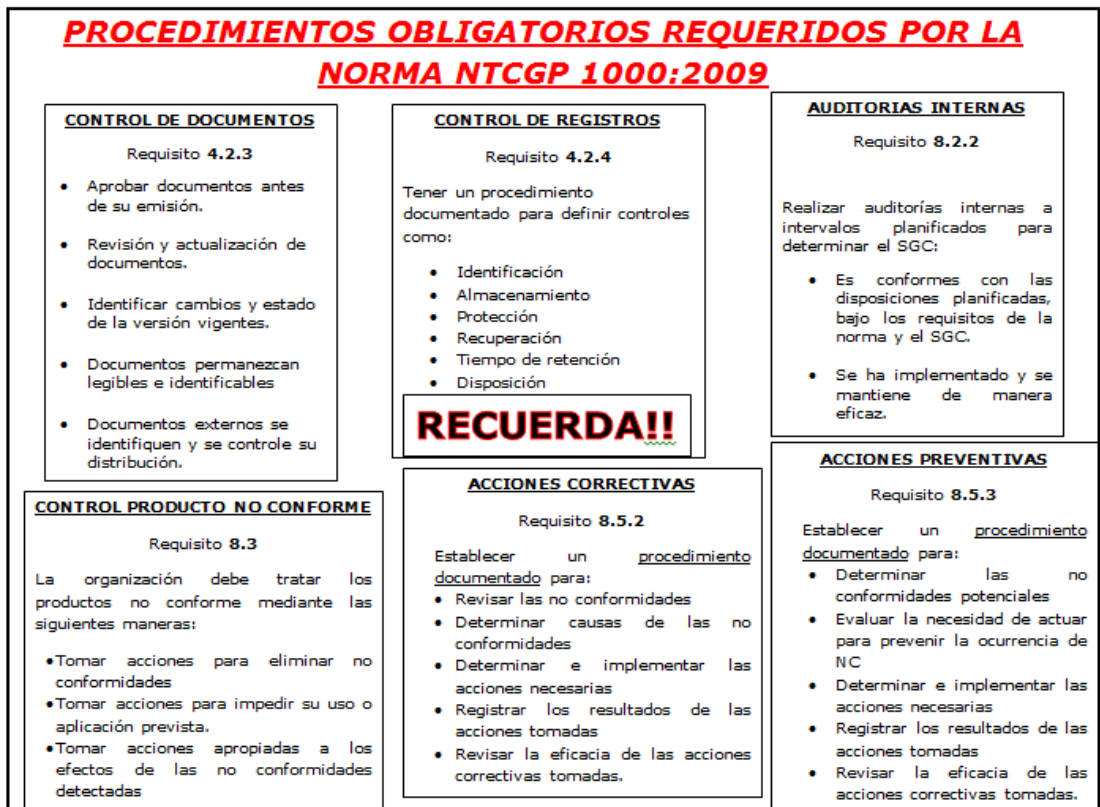 PROCEDIMIENTOS OBLIGATORIOS REQUERIDOS POR LA
NORMA NTCGP 1000:2009
CONTROL DE DOCUMENTOS
Requisito 4.2.3
• Aprobar documentos antes
de su emisión.
• Revisión y actualización de
documentos.
• Identificar cambios y estado
de la versión vigentes.
• Documentos permanezcan
legibles e identificables
• Documentos externos se
identifiquen y se controle su
distribución.
CONTROL DE REGISTROS
Requisito 4.2.4
Tener un procedimiento
documentado para definir controles
como:
• Identificación
• Almacenamiento
• Protección
• Recuperación
• Tiempo de retención
• Disposición
RECUERDA!!
AUDITORIAS INTERNAS
Requisito 8.2.2
Realizar auditorías internas a
intervalos planificados para
determinar el SGC:
• Es conformes con las
disposiciones planificadas,
bajo los requisitos de la
norma y el SGC.
• Se ha implementado y se
mantiene de manera
eficaz.
CONTROL PRODUCTO NO CONFORME
Requisito 8.3
La organización debe tratar los
productos no conforme mediante las
siguientes maneras:
•Tomar acciones para eliminar no
conformidades
•Tomar acciones para impedir su uso o
aplicación prevista.
•Tomar acciones apropiadas a los
efectos de las no conformidades
detectadas
ACCIONES CORRECTIVAS
Requisito 8.5.2
Establecer un procedimiento
documentado para:
• Revisar las no conformidades
• Determinar causas de las no
conformidades
• Determinar e implementar las
acciones necesarias
• Registrar los resultados de las
acciones tomadas
• Revisar la eficacia de las acciones
correctivas tomadas.
ACCIONES PREVENTIVAS
Requisito 8.5.3
Establecer un procedimiento
documentado para:
• Determinar las no
conformidades potenciales
• Evaluar la necesidad de actuar
para prevenir la ocurrencia de
NC
• Determinar e implementar las
acciones necesarias
• Registrar los resultados de las
acciones tomadas
• Revisar la eficacia de las
acciones correctivas tomadas.